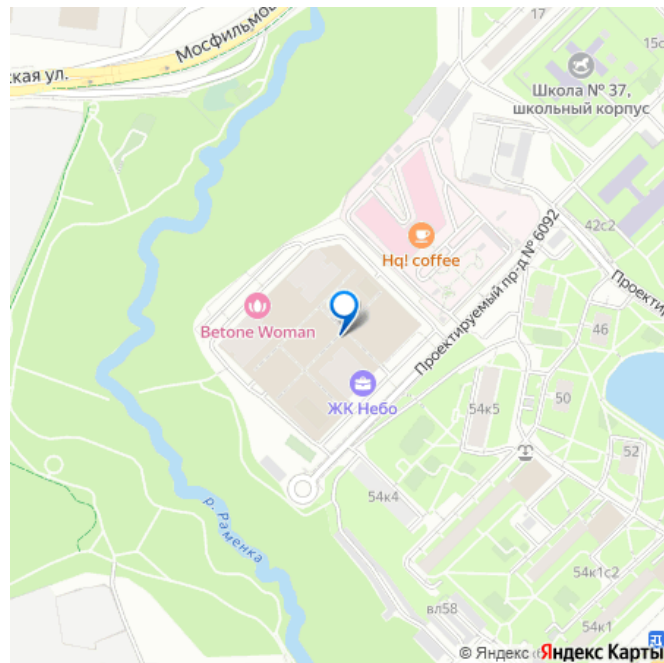 Мосфильмов
ская ул.
17
15с
Школа № 37,
школьный корпус
42с2
Hq! coffee
Проектируемый пр-д № 6092
Проектир
Betone Woman
46
ЖК Небо
50
54к5
52
54к4
р. Раменка
54к1с2
вл58
54к1
© Яндекс Яндекс Карты